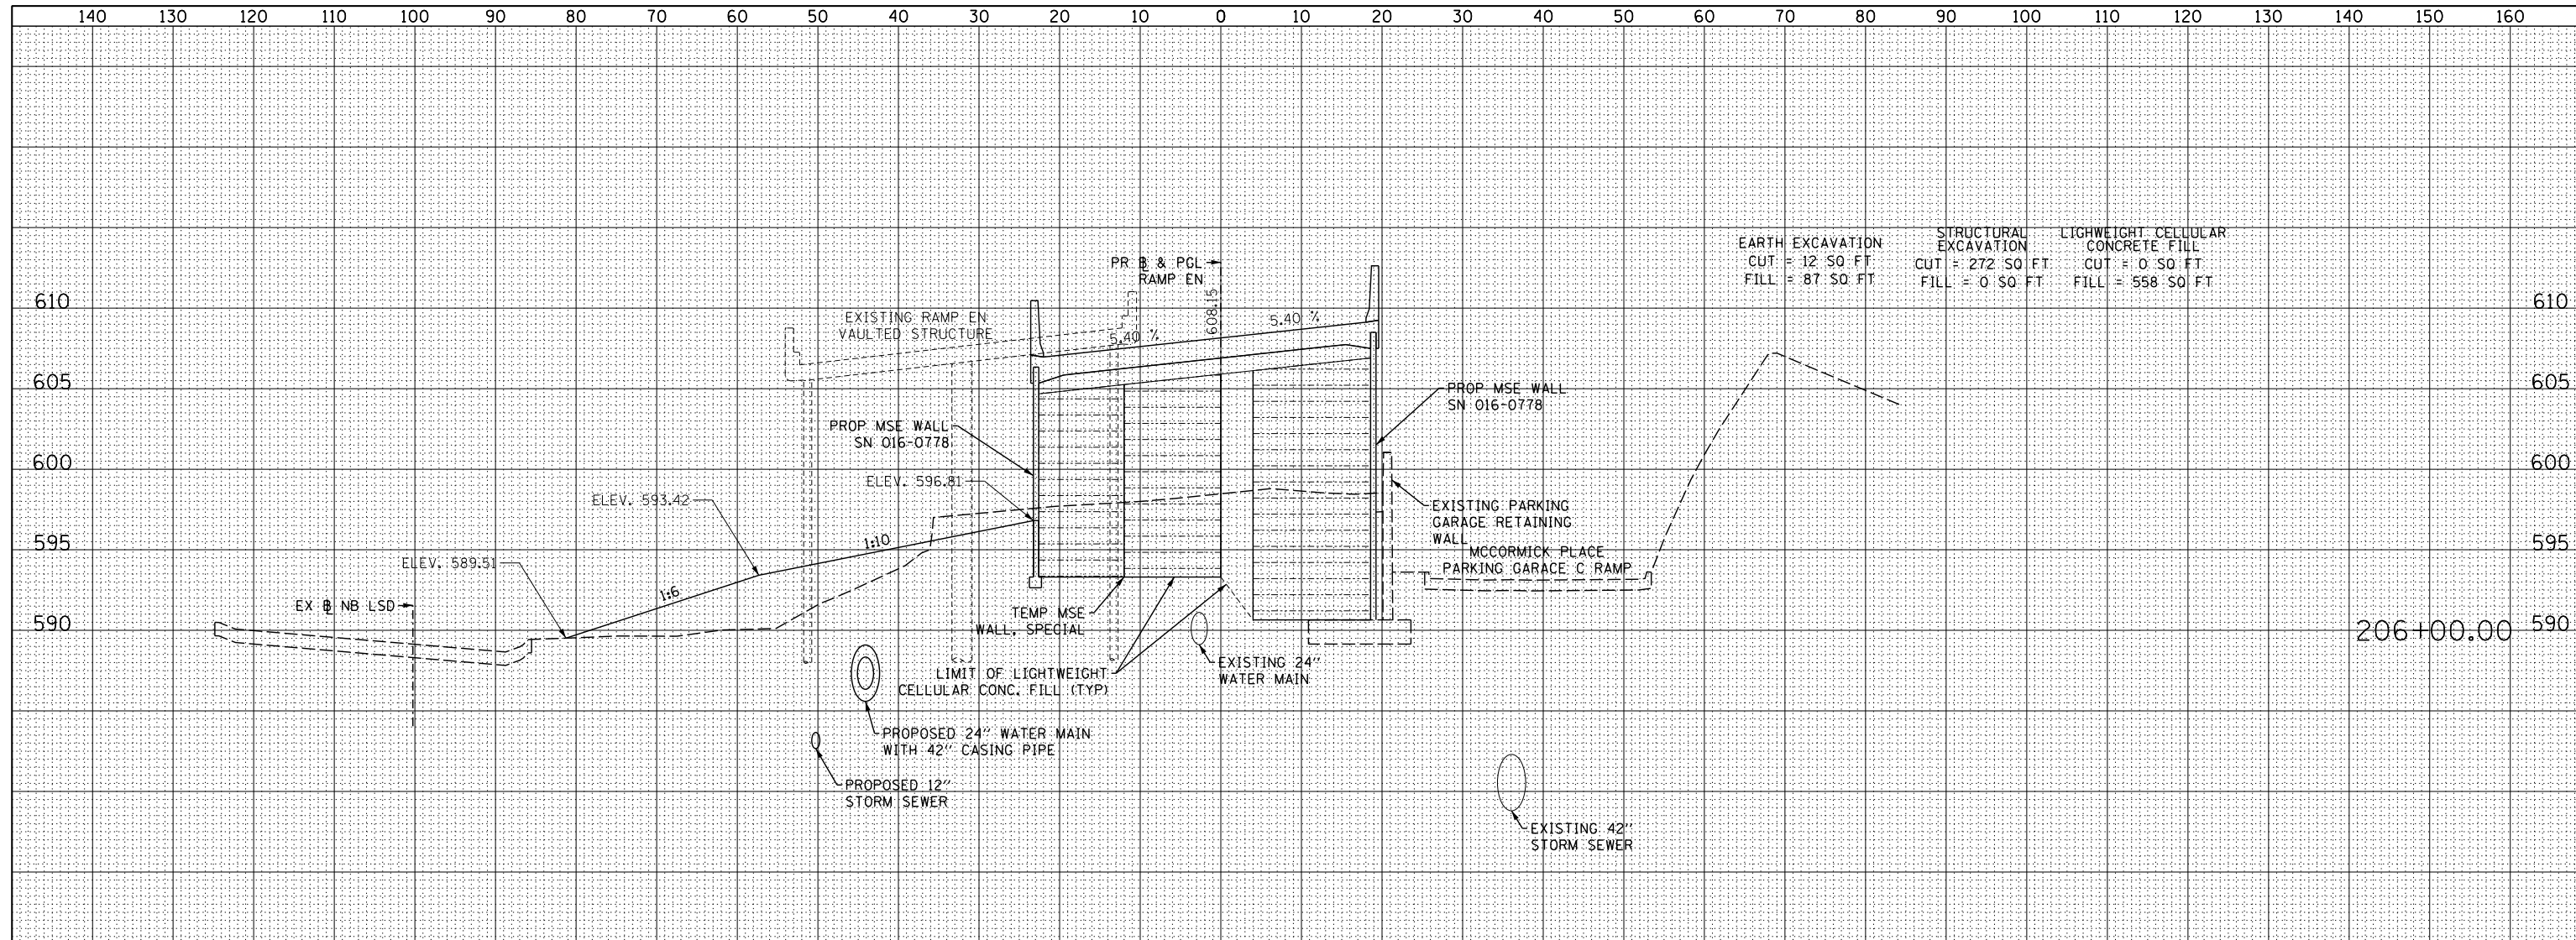 140 130 120 110 100 90 80 70 60 50 40 30 20 10 0 10 20 30 40 50 60 70 80 90 100 110 120 130 140 150 160
EARTH EXCAVATION
CUT = 12 SQ FT
FILL = 87 SQ FT
STRUCTURAL
EXCAVATION
CUT = 272 SQ FT
FILL = 0 SQ FT
LIGHWEIGHT CELLULAR
CONCRETE FILL
CUT = 0 SQ FT
FILL = 558 SQ FT
PR BL & PGL
RAMP EN
608.15
610
610
EXISTING RAMP EN
VAULTED STRUCTURE
5.40 %
5.40 %
605
605
PROP MSE WALL
SN 016-0778
PROP MSE WALL
SN 016-0778
600
600
ELEV. 596.81
ELEV. 593.42
EXISTING PARKING
GARAGE RETAINING
WALL
595
595
1:10
MCCORMICK PLACE
PARKING GARAGE C RAMP
ELEV. 589.51
1:6
EX BL NB LSD
TEMP MSE
WALL, SPECIAL
590
590
206+00.00
EXISTING 24"
WATER MAIN
LIMIT OF LIGHTWEIGHT
CELLULAR CONC. FILL (TYP)
PROPOSED 24" WATER MAIN
WITH 42" CASING PIPE
PROPOSED 12"
STORM SEWER
EXISTING 42"
STORM SEWER